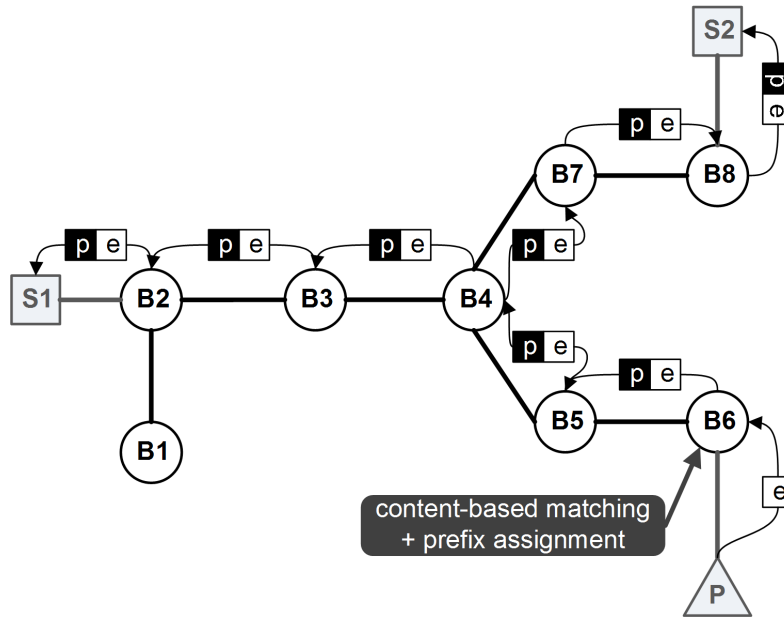 S2
p e
p e
B7
B8
p e
p e
p e
p e
S1
B2
B3
B4
p e
p e
B5
B6
B1
e
content-based matching
+ prefix assignment
P